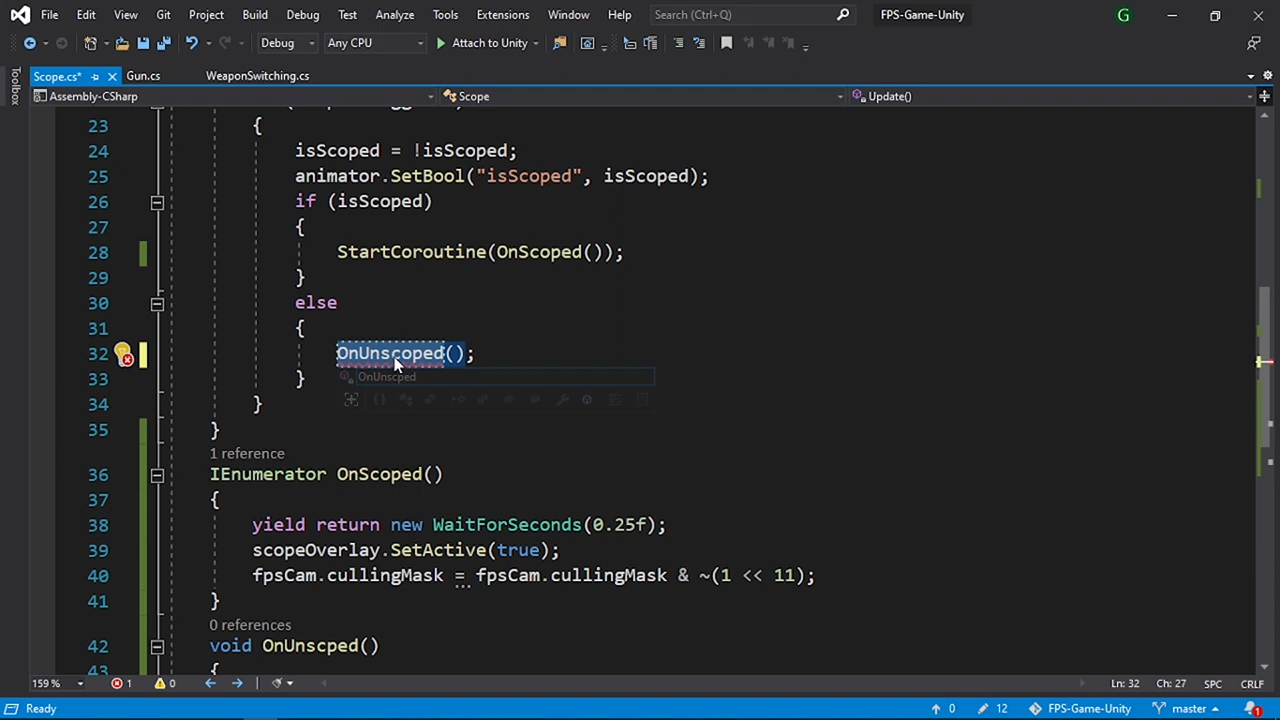 File Edit View Git Project Build Debug Test Analyze Tools Extensions Window Help Search (Ctrl+Q) FPS-Game-Unity G
Debug Any CPU Attach to Unity
Scope.cs* Gun.cs WeaponSwitching.cs
Toolbox
Assembly-CSharp Scope Update()
23 {
24 isScoped = !isScoped;
25 animator.SetBool("isScoped", isScoped);
26 if (isScoped)
27 {
28 StartCoroutine(OnScoped());
29 }
30 else
31 {
32 OnUnscoped();
OnUnscped
33 }
34 }
35 }
1 reference
36 IEnumerator OnScoped()
37 {
38 yield return new WaitForSeconds(0.25f);
39 scopeOverlay.SetActive(true);
40 fpsCam.cullingMask = fpsCam.cullingMask & ~(1 << 11);
41 }
0 references
42 void OnUnscped()
43 {
159 % 1 0 Ln: 32 Ch: 27 SPC CRLF
Ready 0 12 FPS-Game-Unity master 1